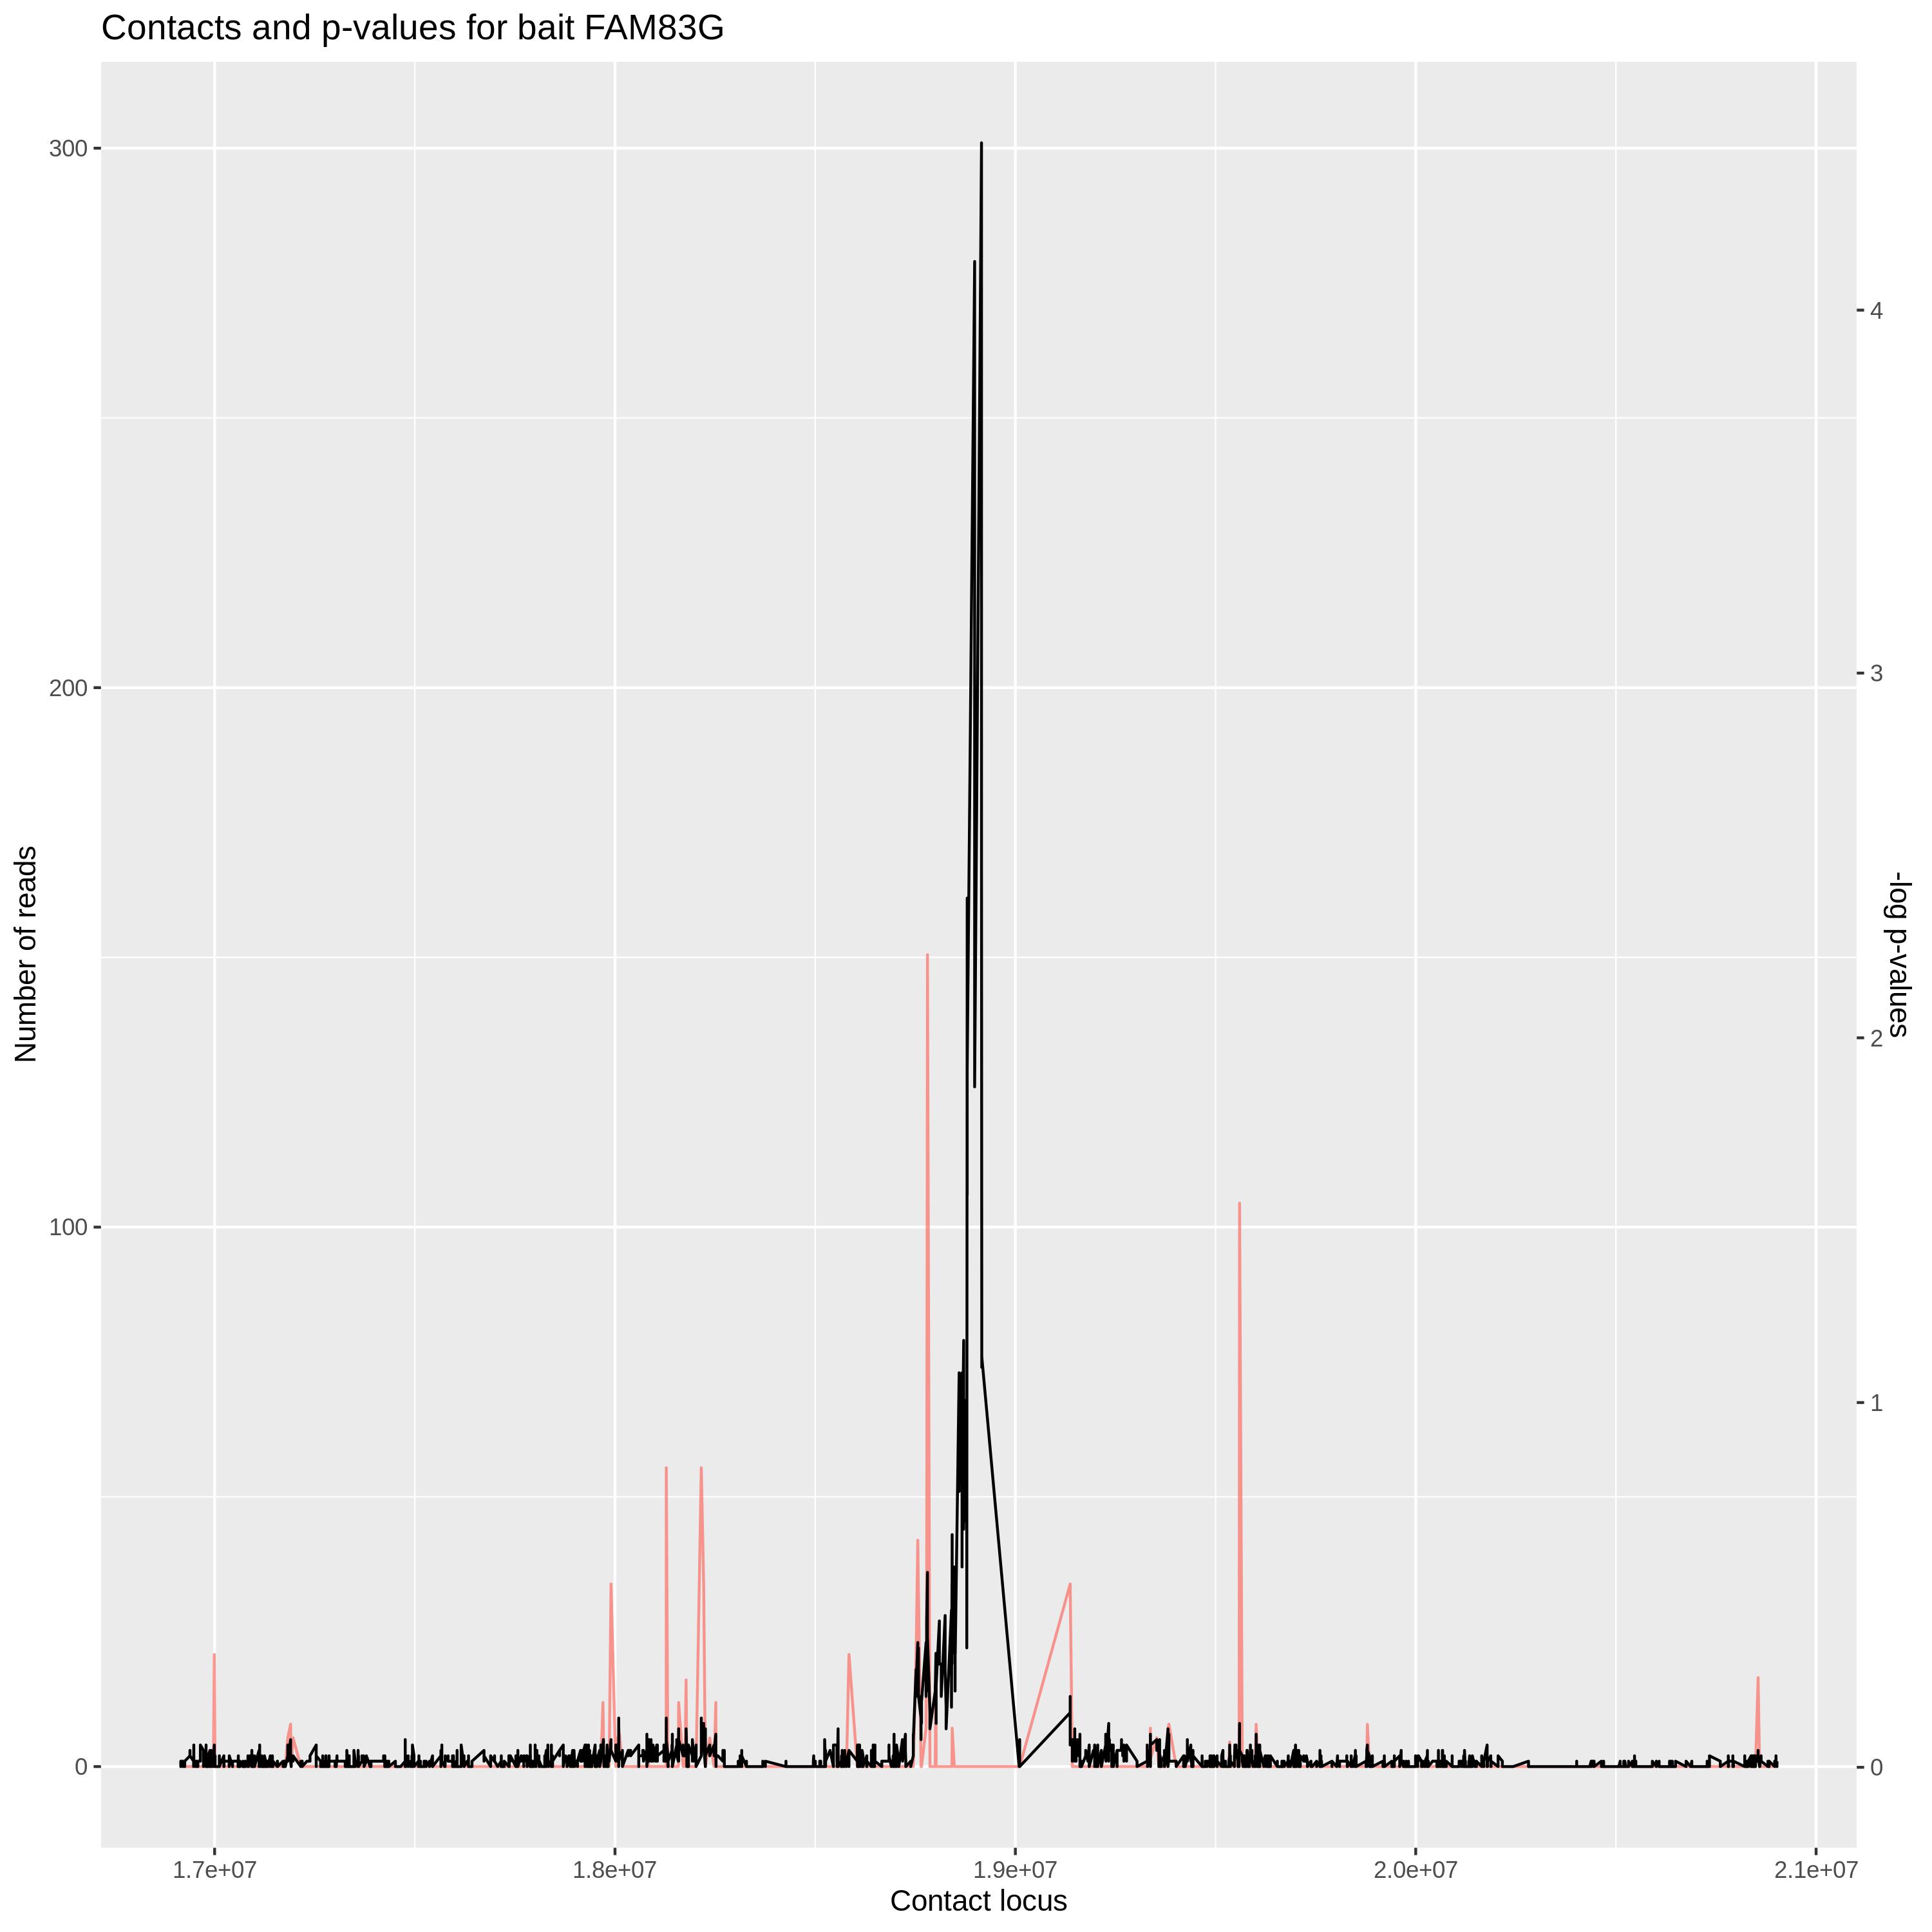 Contacts and p-values for bait FAM83G
Number of reads
300
200
100
0
4
3
2
1
0
-log p-values
1.7e+07 1.8e+07 1.9e+07 2.0e+07 2.1e+07
Contact locus